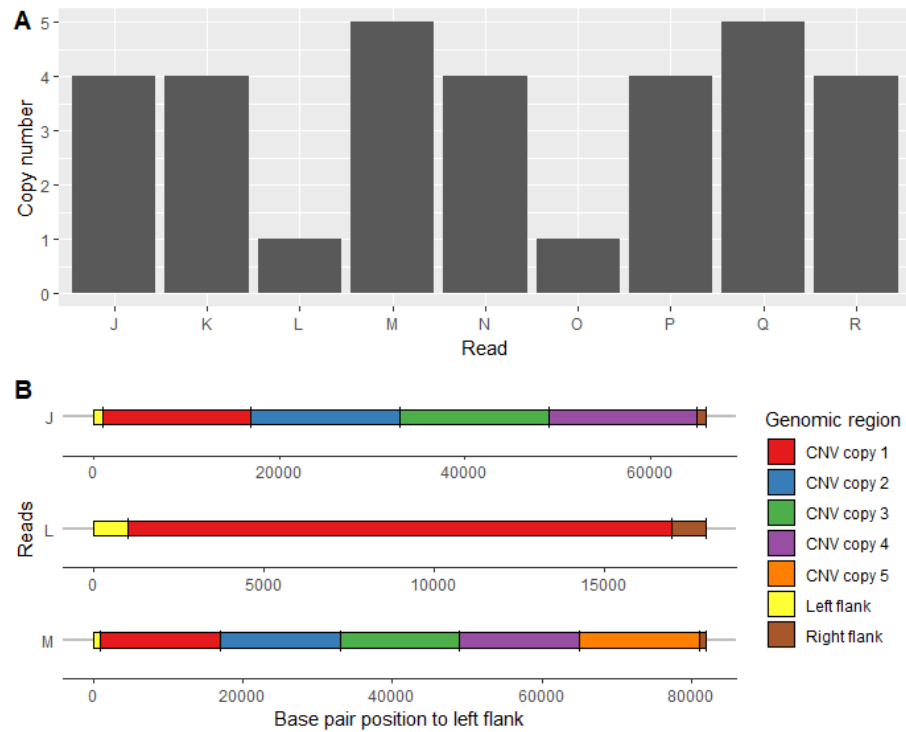 A
Copy number
5
4
3
2
1
0
J K L M N O P Q R
Read
B
Reads
J
0 20000 40000 60000
L
0 5000 10000 15000
M
0 20000 40000 60000 80000
Base pair position to left flank
Genomic region
CNV copy 1
CNV copy 2
CNV copy 3
CNV copy 4
CNV copy 5
Left flank
Right flank